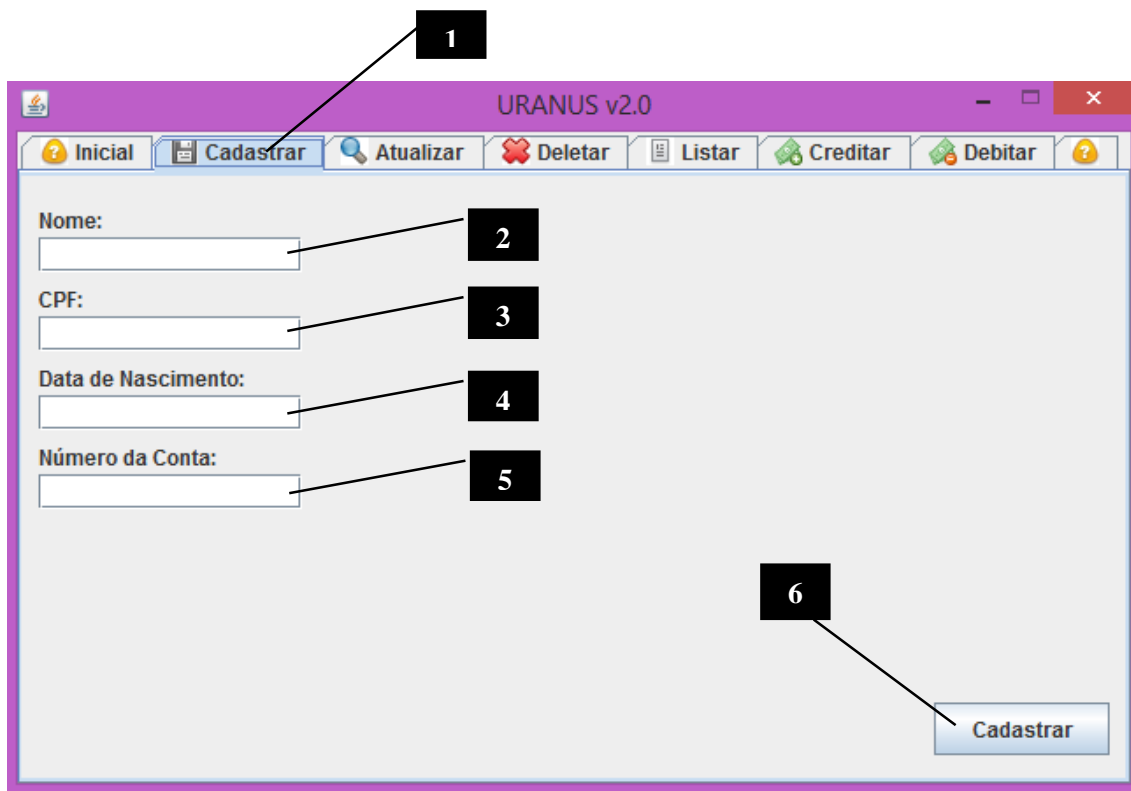 1
URANUS v2.0
Inicial Cadastrar Atualizar Deletar Listar Creditar Debitar
Nome:
2
CPF:
3
Data de Nascimento:
4
Número da Conta:
5
6
Cadastrar